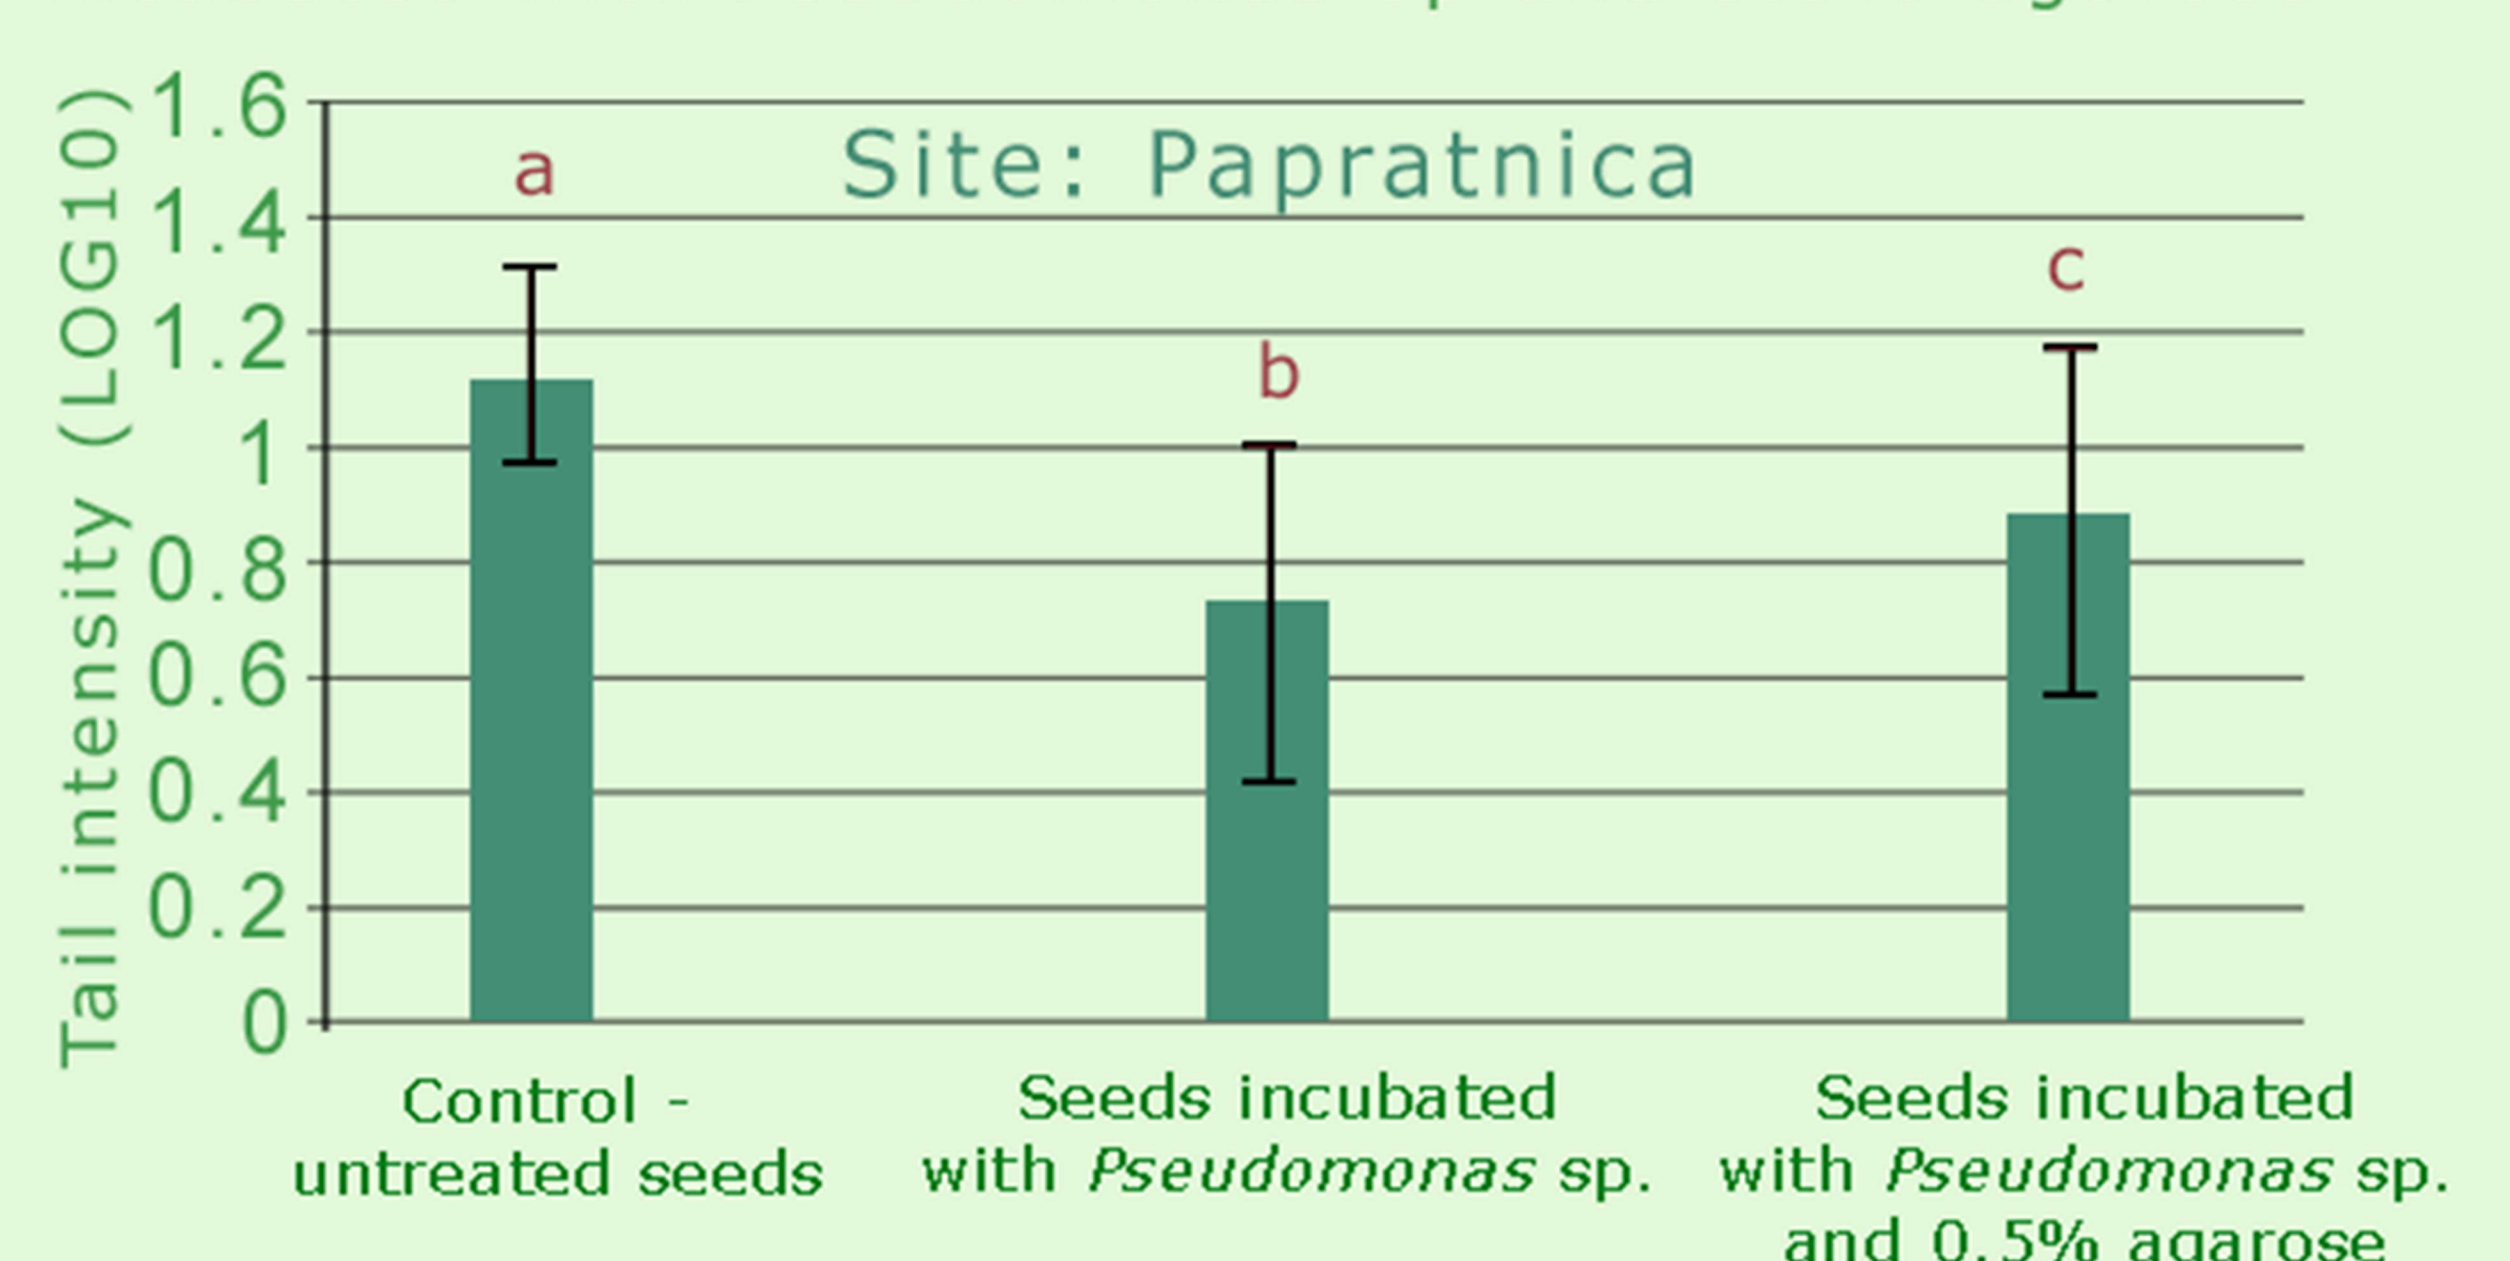 Tail intensity (LOG10)
1.6
1.4
1.2
1
0.8
0.6
0.4
0.2
0
Site: Papratnica
a
b
c
Control -
untreated seeds
Seeds incubated
with Pseudomonas sp.
Seeds incubated
with Pseudomonas sp.
and 0.5% agarose